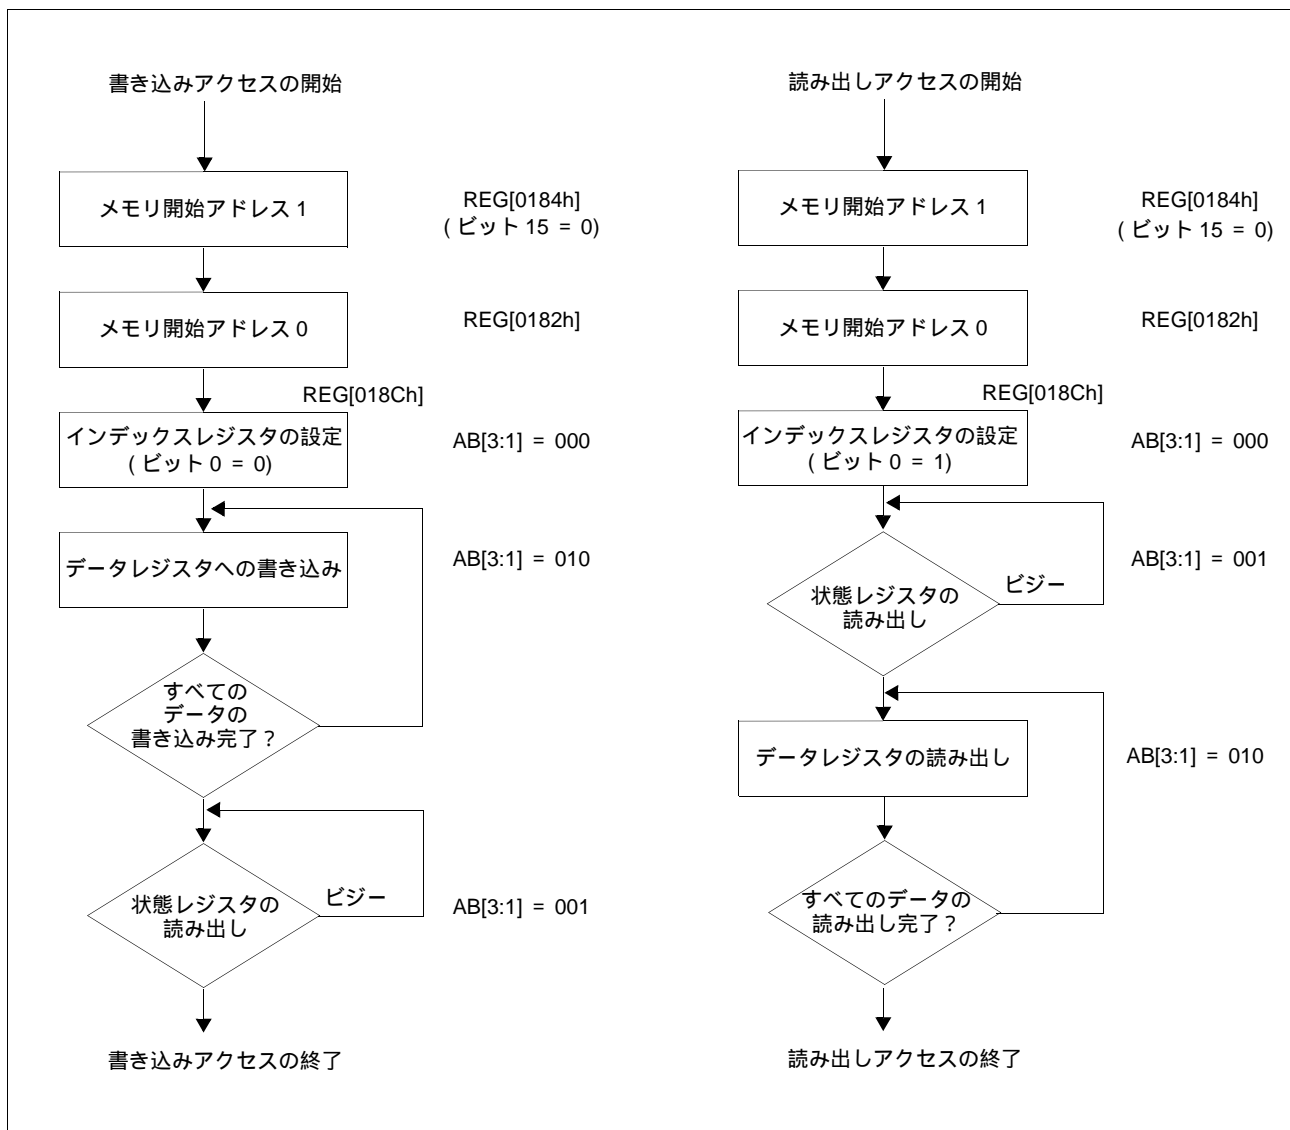 書き込みアクセスの開始
メモリ開始アドレス 1
REG[0184h]
( ビット 15 = 0)
メモリ開始アドレス 0
REG[0182h]
REG[018Ch]
インデックスレジスタの設定
( ビット 0 = 0)
AB[3:1] = 000
データレジスタへの書き込み
AB[3:1] = 010
すべての
データの
書き込み完了 ?
状態レジスタの
読み出し
ビジー
AB[3:1] = 001
書き込みアクセスの終了
読み出しアクセスの開始
メモリ開始アドレス 1
REG[0184h]
( ビット 15 = 0)
メモリ開始アドレス 0
REG[0182h]
REG[018Ch]
インデックスレジスタの設定
( ビット 0 = 1)
AB[3:1] = 000
状態レジスタの
読み出し
ビジー
AB[3:1] = 001
データレジスタの読み出し
AB[3:1] = 010
すべてのデータの
読み出し完了 ?
読み出しアクセスの終了